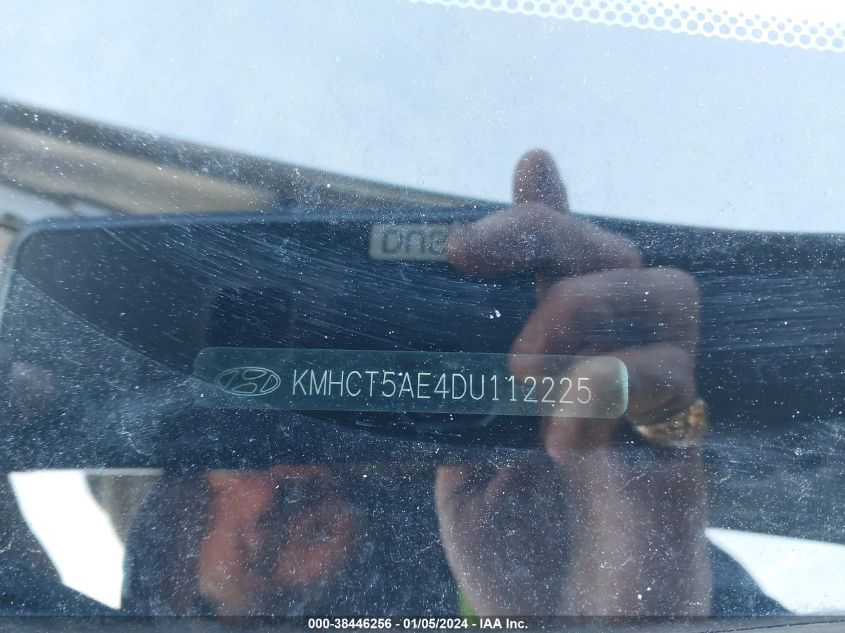 KMHCT5AE4DU112225
000-38446256 - 01/05/2024 - IAA Inc.